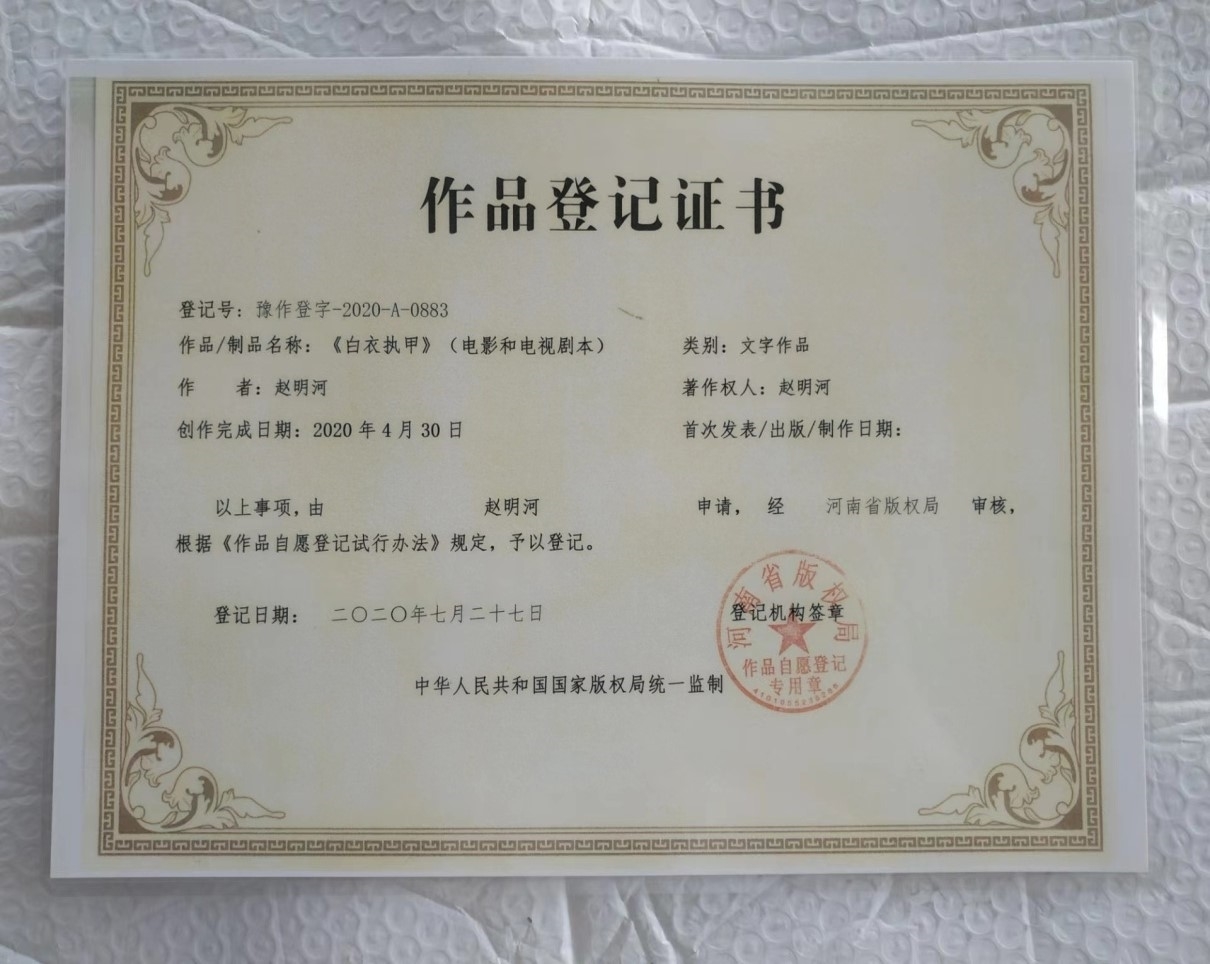 作品登记证书
登记号：豫作登字-2020-A-0883
作品/制品名称：《白衣执甲》（电影和电视剧本） 类别：文字作品
作 者：赵明河 著作权人：赵明河
创作完成日期：2020 年 4 月 30 日 首次发表/出版/制作日期：
以上事项，由 赵明河 申请， 经 河南省版权局 审核，
根据《作品自愿登记试行办法》规定，予以登记。
登记日期： 二〇二〇年七月二十七日 登记机构签章
河南省版权局
作品自愿登记
专用章
中华人民共和国国家版权局统一监制